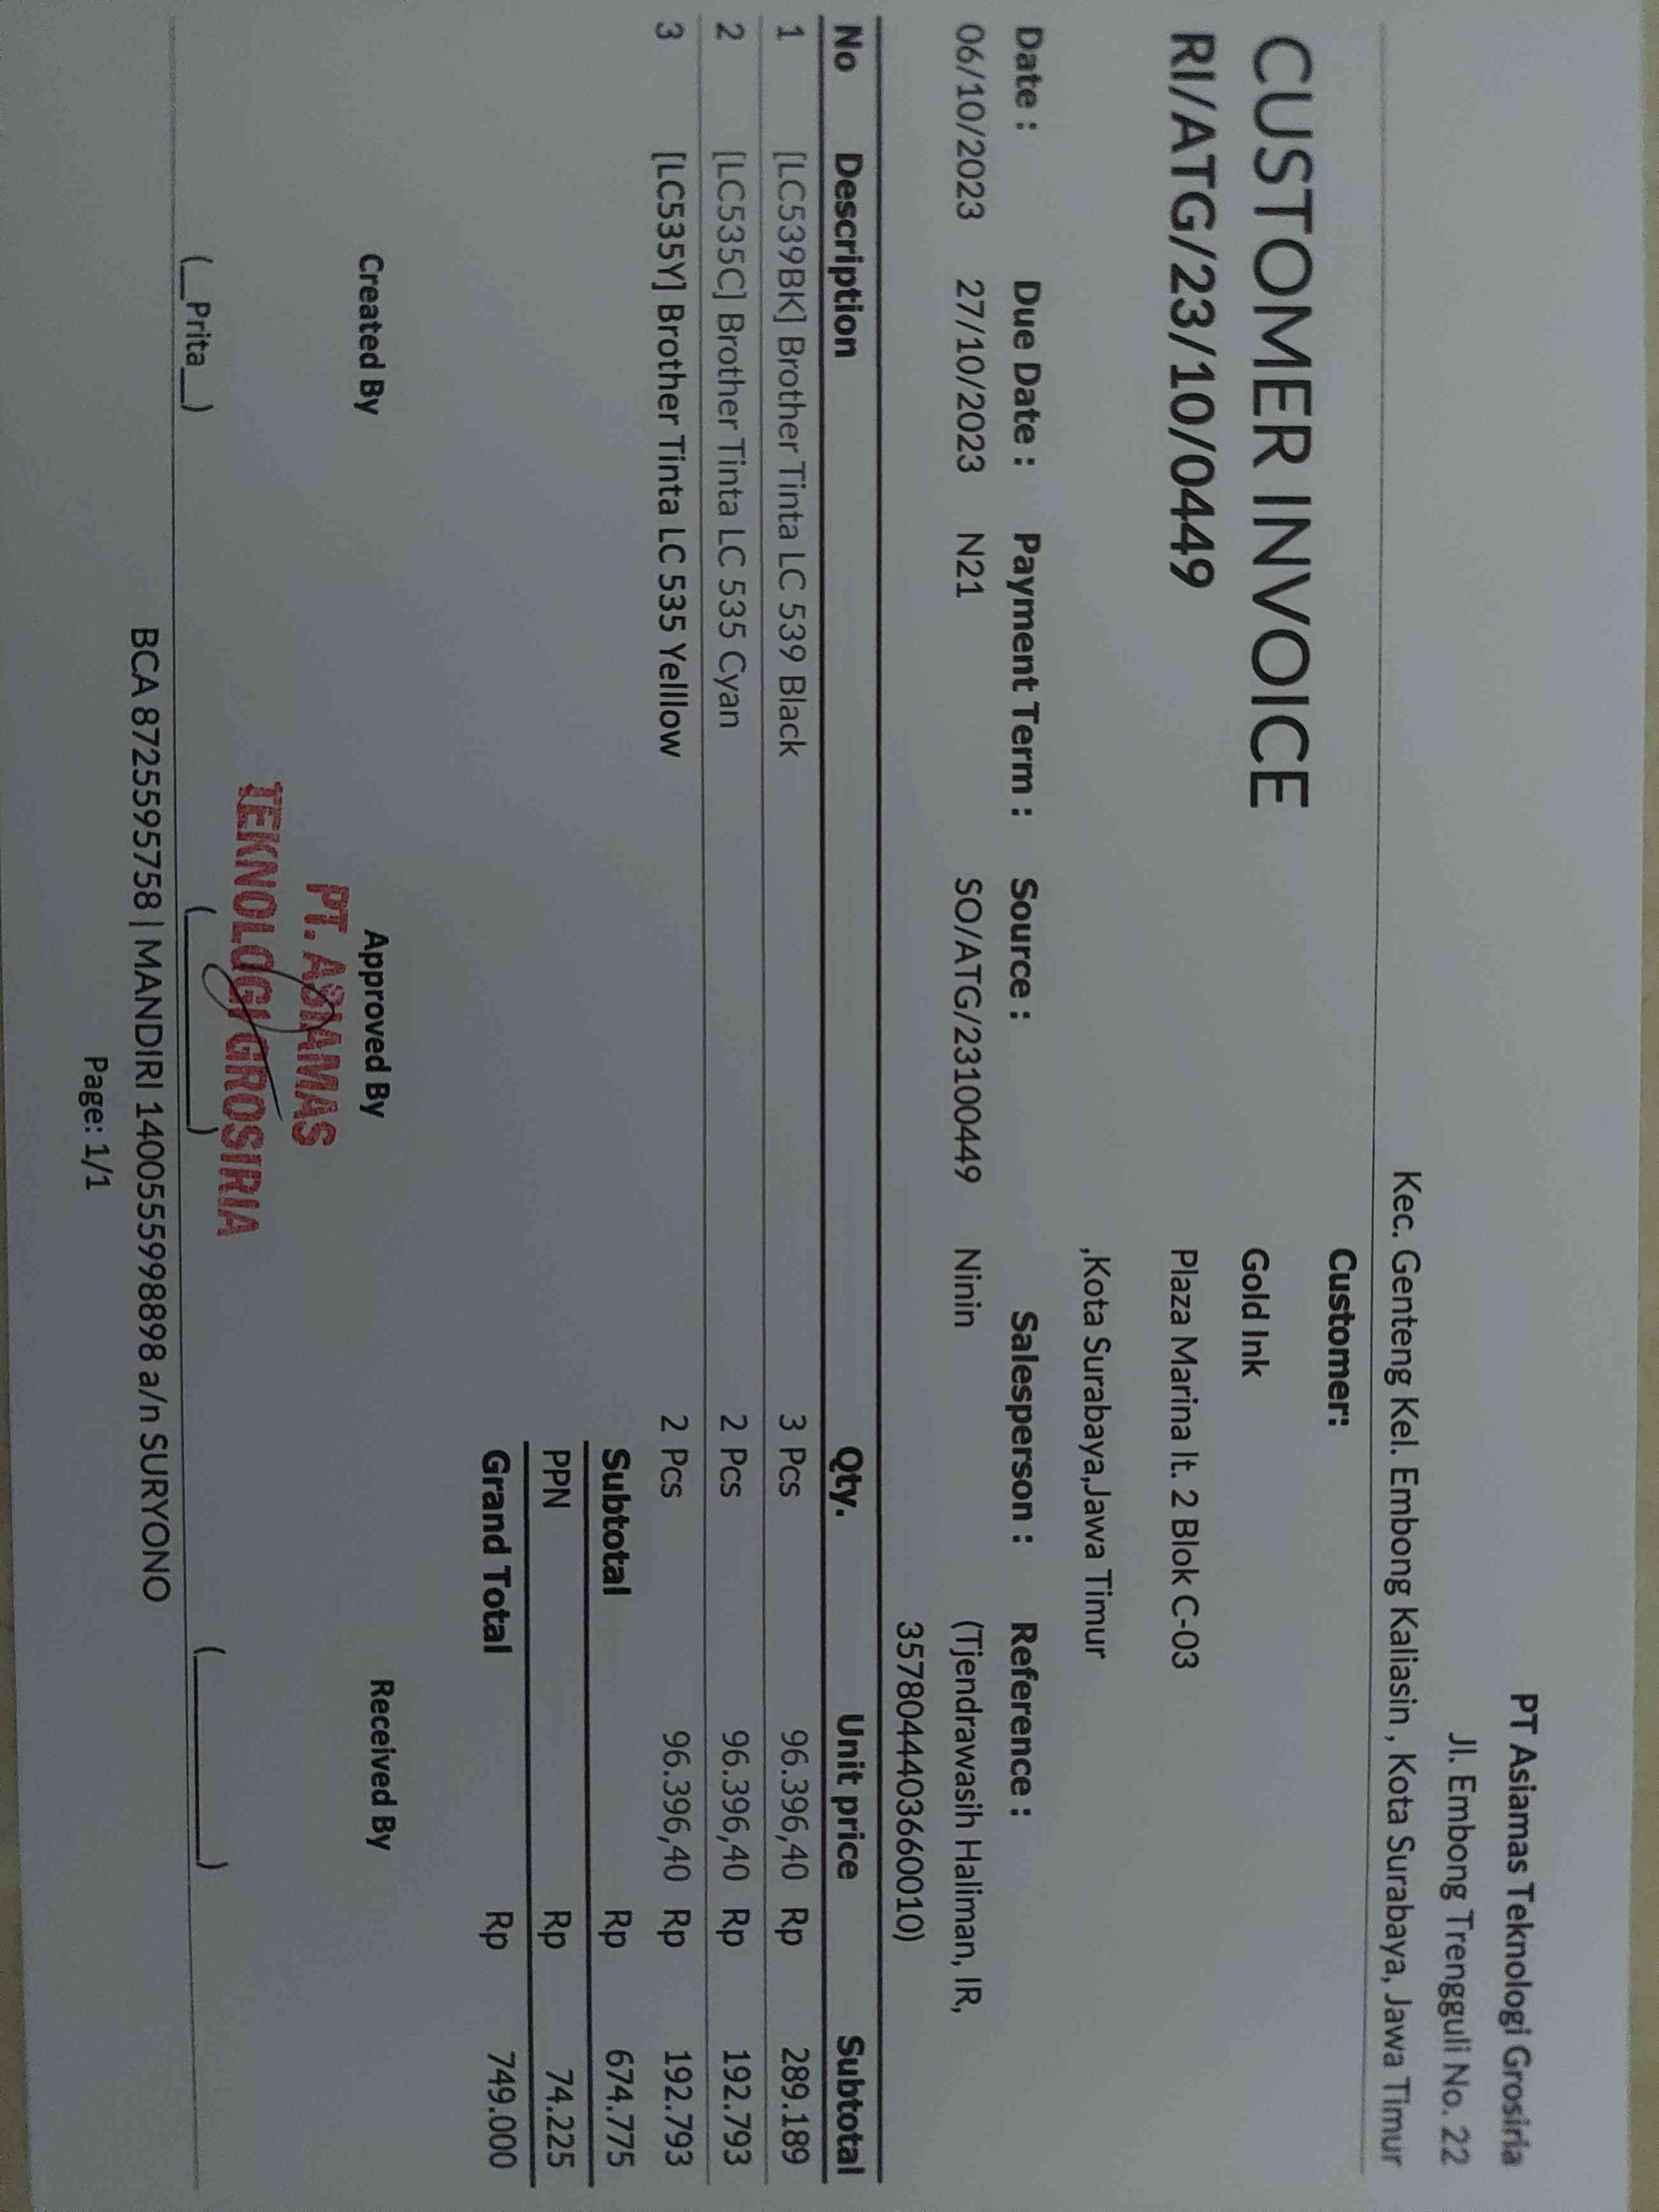 PT Asiamas Teknologi Grosiria
Jl. Embong Trengguli No. 22
Kec. Genteng Kel. Embong Kaliasin , Kota Surabaya, Jawa Timur
CUSTOMER INVOICE
RI/ATG/23/10/0449
Customer:
Gold Ink
Plaza Marina lt. 2 Blok C-03
,Kota Surabaya,Jawa Timur
Date : Due Date : Payment Term : Source : Salesperson : Reference :
06/10/2023 27/10/2023 N21 SO/ATG/23100449 Ninin (Tjendrawasih Haliman, IR,
3578044403660010)
No Description Qty. Unit price Subtotal
1 [LC539BK] Brother Tinta LC 539 Black 3 Pcs 96.396,40 Rp 289.189
2 [LC535C] Brother Tinta LC 535 Cyan 2 Pcs 96.396,40 Rp 192.793
3 [LC535Y] Brother Tinta LC 535 Yelllow 2 Pcs 96.396,40 Rp 192.793
Subtotal Rp 674.775
PPN Rp 74.225
Grand Total Rp 749.000
Created By Approved By Received By
PT. ASIAMAS
TEKNOLOGI GROSIRIA
(__Prita__) (________) (________)
BCA 8725595758 | MANDIRI 1400555998898 a/n SURYONO
Page: 1/1